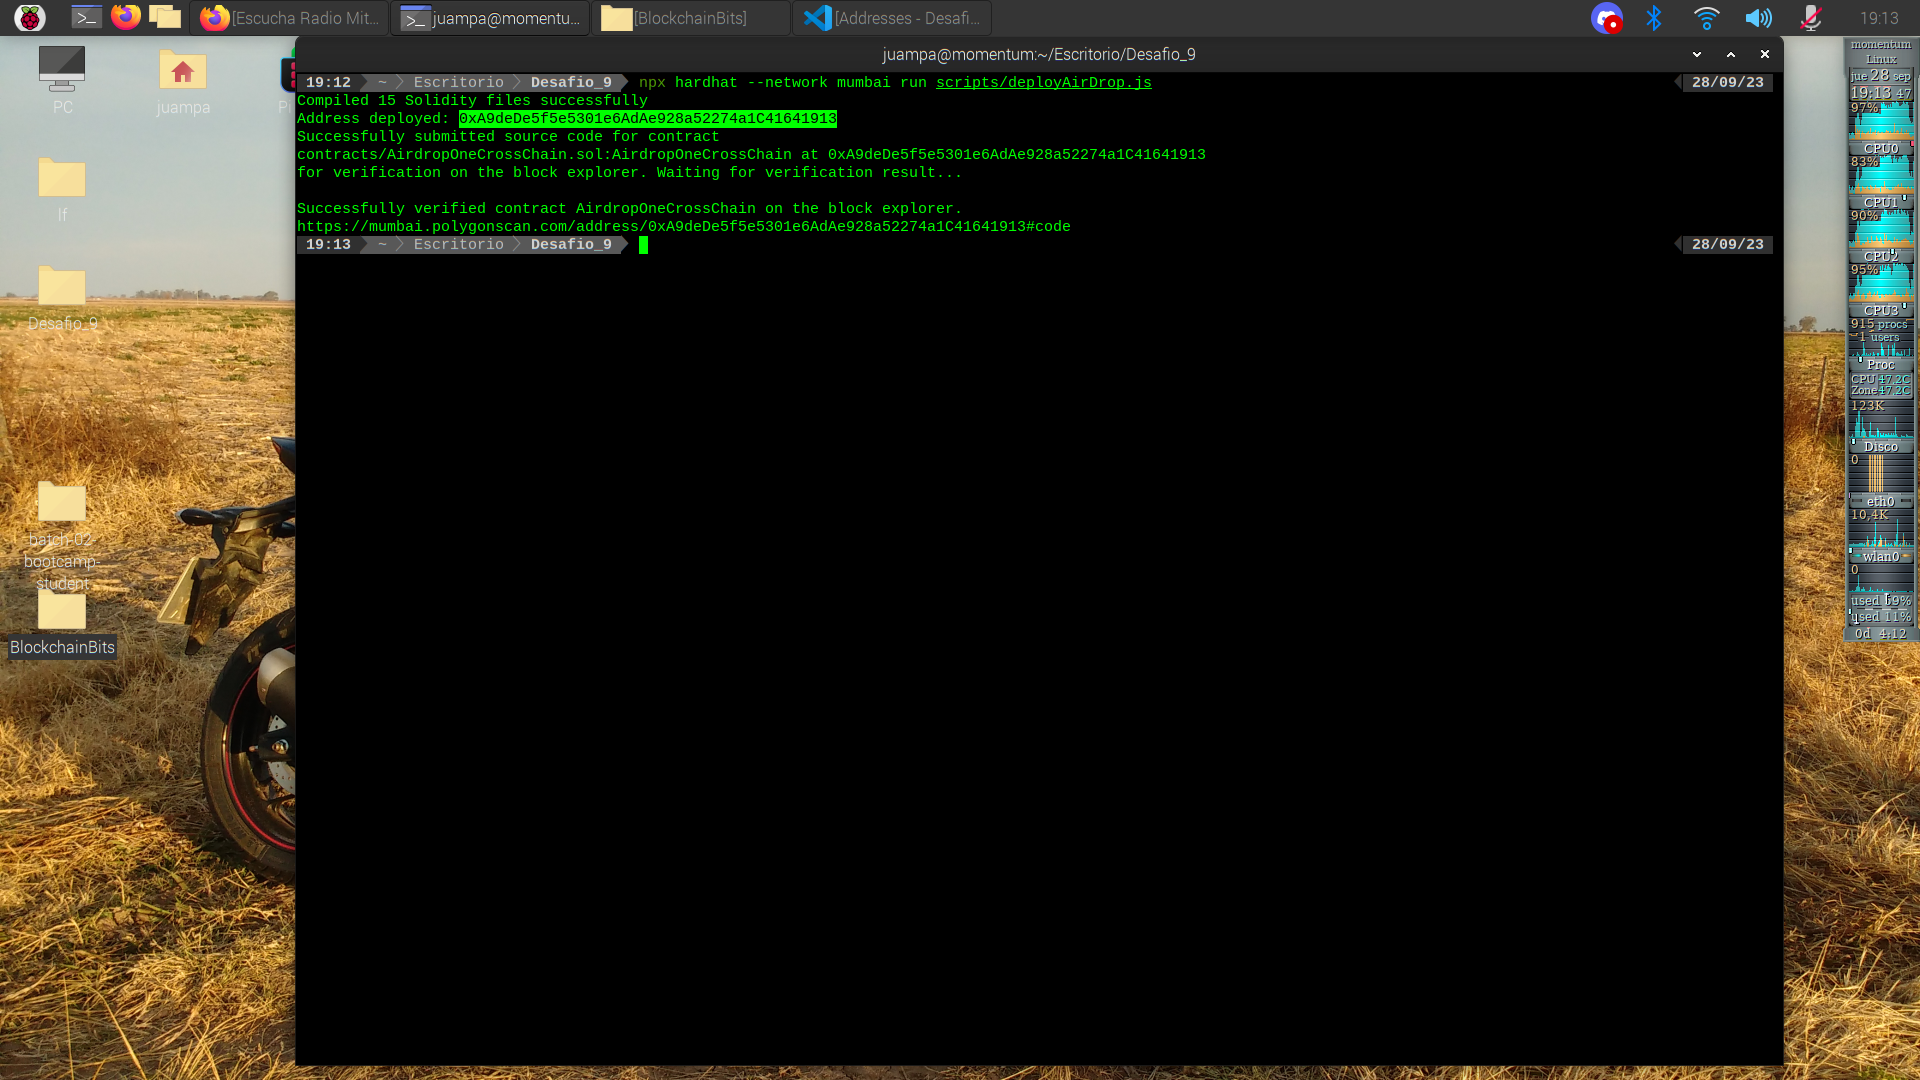 [Escucha Radio Mit...
juampa@momentu...
[BlockchainBits]
[Addresses - Desafi...
19:13
juampa@momentum:~/Escritorio/Desafio_9
19:12 ~ Escritorio Desafio_9 npx hardhat --network mumbai run scripts/deployAirDrop.js 28/09/23
Compiled 15 Solidity files successfully
Address deployed: 0xA9deDe5f5e5301e6AdAe928a52274a1C41641913
Successfully submitted source code for contract
contracts/AirdropOneCrossChain.sol:AirdropOneCrossChain at 0xA9deDe5f5e5301e6AdAe928a52274a1C41641913
for verification on the block explorer. Waiting for verification result...
Successfully verified contract AirdropOneCrossChain on the block explorer.
https://mumbai.polygonscan.com/address/0xA9deDe5f5e5301e6AdAe928a52274a1C41641913#code
19:13 ~ Escritorio Desafio_9 28/09/23
PC
juampa
Pi
lf
Desafio_9
batch-02-
bootcamp-
student
BlockchainBits
momentum
Linux
jue 28 sep
19:13 47
97%
CPU0
83%
CPU1
90%
CPU2
95%
CPU3
915 procs
1 users
Proc
CPU 47.2C
Zone 47.2C
123K
Disco
0
eth0
10,4K
wlan0
0
used 69%
used 11%
0d 4:12